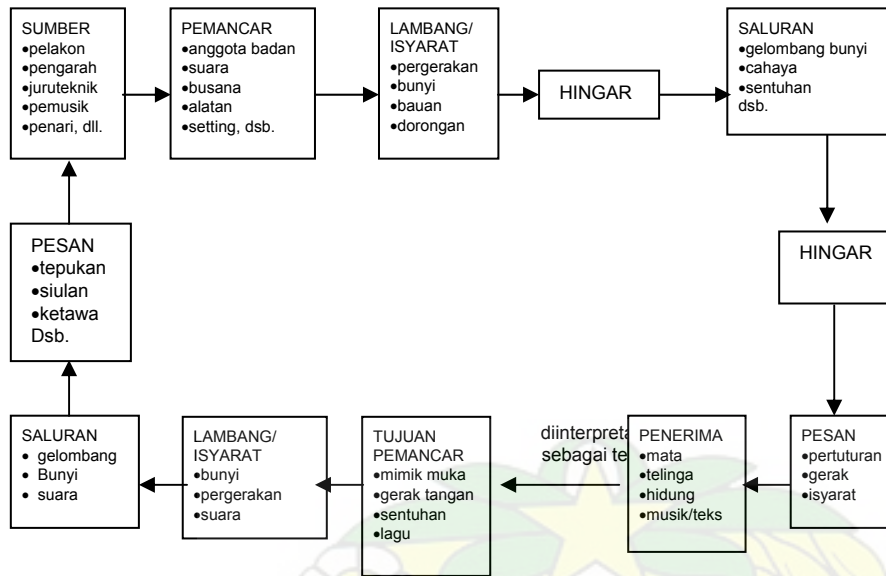 SUMBER
•pelakon
•pengarah
•juruteknik
•pemusik
•penari, dll.
PEMANCAR
•anggota badan
•suara
•busana
•alatan
•setting, dsb.
LAMBANG/
ISYARAT
•pergerakan
•bunyi
•bauan
•dorongan
HINGAR
SALURAN
•gelombang bunyi
•cahaya
•sentuhan
dsb.
HINGAR
PESAN
•pertuturan
•gerak
•isyarat
PENERIMA
•mata
•telinga
•hidung
•musik/teks
sebagai
TUJUAN
PEMANCAR
•mimik muka
•gerak tangan
•sentuhan
•lagu
LAMBANG/
ISYARAT
•bunyi
•pergerakan
•suara
SALURAN
• gelombang
• Bunyi
• suara
PESAN
•tepukan
•siulan
•ketawa
Dsb.